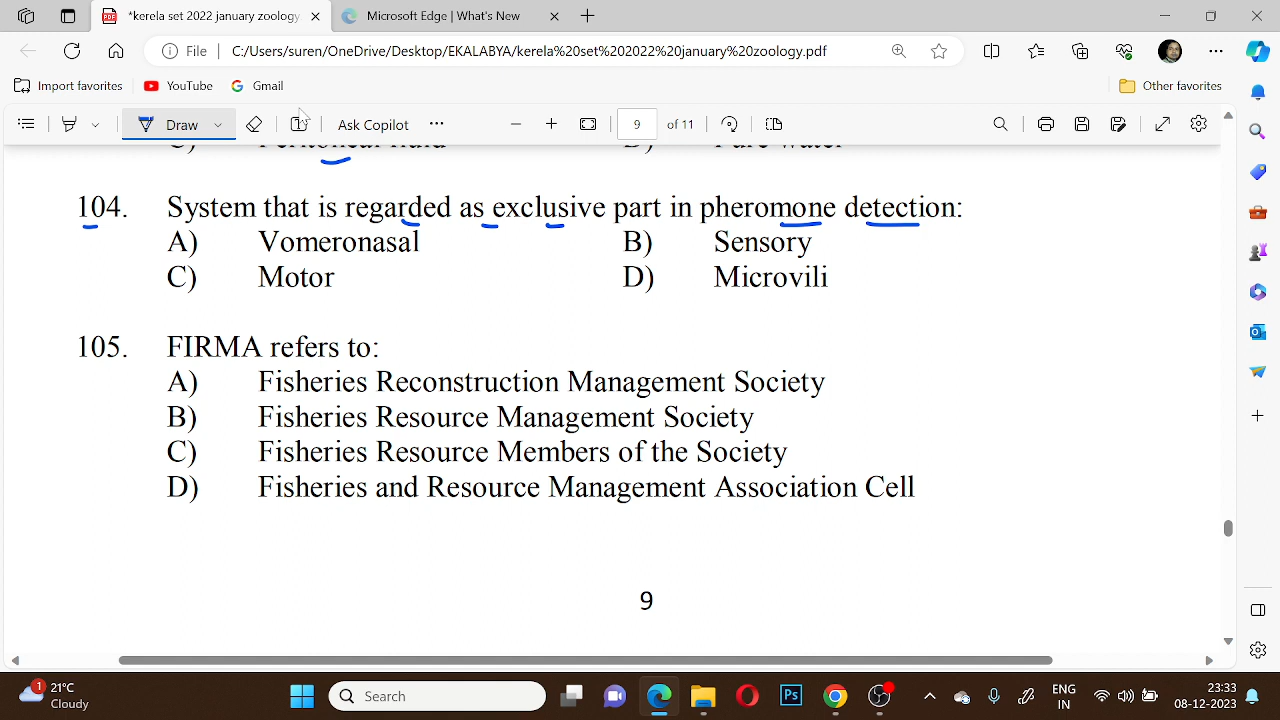 *kerela set 2022 january zoology
Microsoft Edge | What's New
File C:/Users/suren/OneDrive/Desktop/EKALABYA/kerela%20set%202022%20january%20zoology.pdf
Import favorites YouTube Gmail Other favorites
Draw Ask Copilot 9 of 11
104. System that is regarded as exclusive part in pheromone detection:
A) Vomeronasal B) Sensory
C) Motor D) Microvili
105. FIRMA refers to:
A) Fisheries Reconstruction Management Society
B) Fisheries Resource Management Society
C) Fisheries Resource Members of the Society
D) Fisheries and Resource Management Association Cell
9
1 21°C
Cloudy
Search
Ps
ENG
IN
23:33
08-12-2023